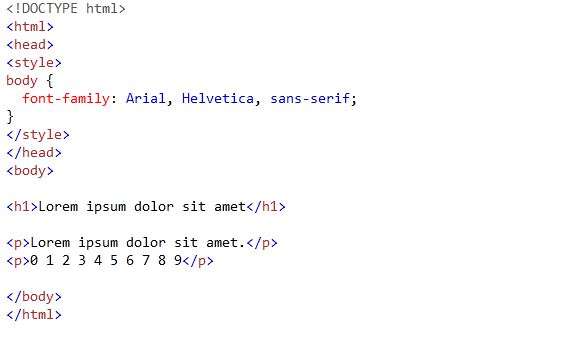 <!DOCTYPE html>
<html>
<head>
<style>
body {
  font-family: Arial, Helvetica, sans-serif;
}
</style>
</head>
<body>

<h1>Lorem ipsum dolor sit amet</h1>

<p>Lorem ipsum dolor sit amet.</p>
<p>0 1 2 3 4 5 6 7 8 9</p>

</body>
</html>